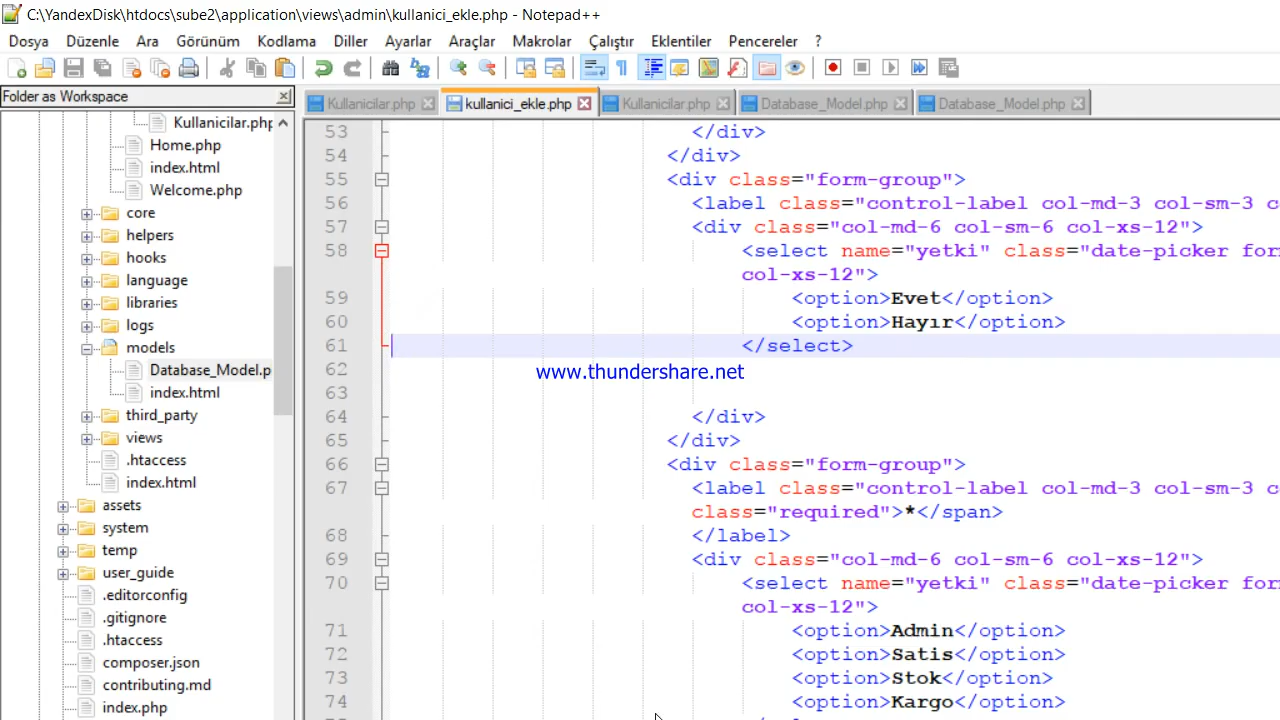 C:\YandexDisk\htdocs\sube2\application\views\admin\kullanici_ekle.php - Notepad++
Dosya Düzenle Ara Görünüm Kodlama Diller Ayarlar Araçlar Makrolar Çalıştır Eklentiler Pencereler ?
Folder as Workspace
Kullanicilar.php
Home.php
index.html
Welcome.php
core
helpers
hooks
language
libraries
logs
models
Database_Model.p
index.html
third_party
views
.htaccess
index.html
assets
system
temp
user_guide
.editorconfig
.gitignore
.htaccess
composer.json
contributing.md
index.php
Kullanicilar.php kullanici_ekle.php Kullanicilar.php Database_Model.php Database_Model.php
53 </div>
54 </div>
55 <div class="form-group">
56 <label class="control-label col-md-3 col-sm-3 c
57 <div class="col-md-6 col-sm-6 col-xs-12">
58 <select name="yetki" class="date-picker for
col-xs-12">
59 <option>Evet</option>
60 <option>Hayır</option>
61 </select>
62
www.thundershare.net
63
64 </div>
65 </div>
66 <div class="form-group">
67 <label class="control-label col-md-3 col-sm-3 c
class="required">*</span>
68 </label>
69 <div class="col-md-6 col-sm-6 col-xs-12">
70 <select name="yetki" class="date-picker for
col-xs-12">
71 <option>Admin</option>
72 <option>Satis</option>
73 <option>Stok</option>
74 <option>Kargo</option>